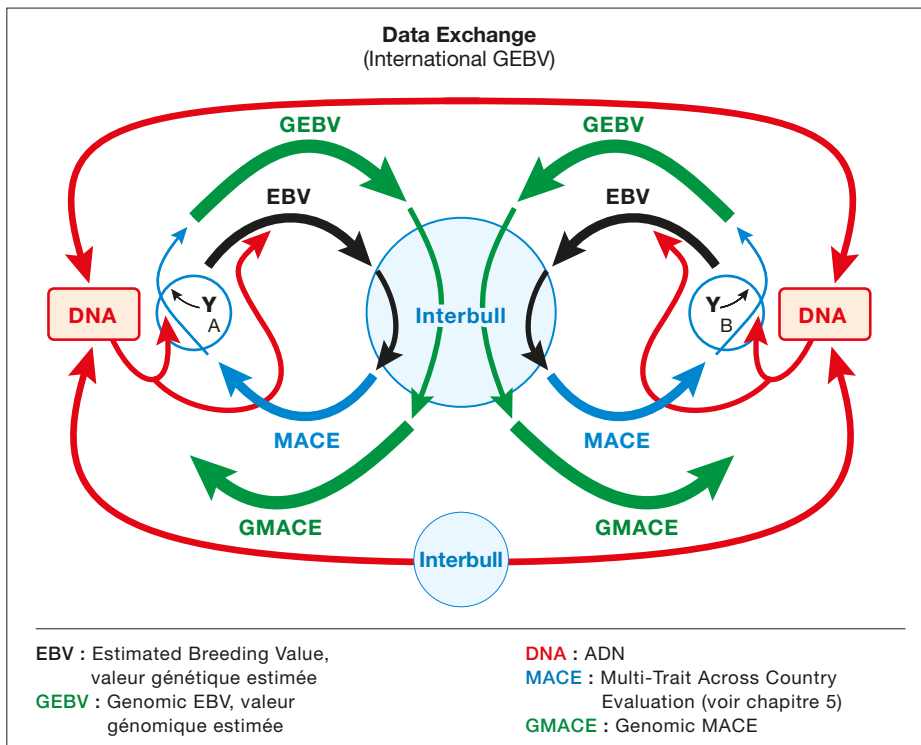 Data Exchange
(International GEBV)
GEBV
GEBV
EBV
EBV
DNA
Y
A
Interbull
Y
B
DNA
MACE
MACE
GMACE
GMACE
Interbull
EBV : Estimated Breeding Value,
valeur génétique estimée
GEBV : Genomic EBV, valeur
génomique estimée
DNA : ADN
MACE : Multi-Trait Across Country
Evaluation (voir chapitre 5)
GMACE : Genomic MACE